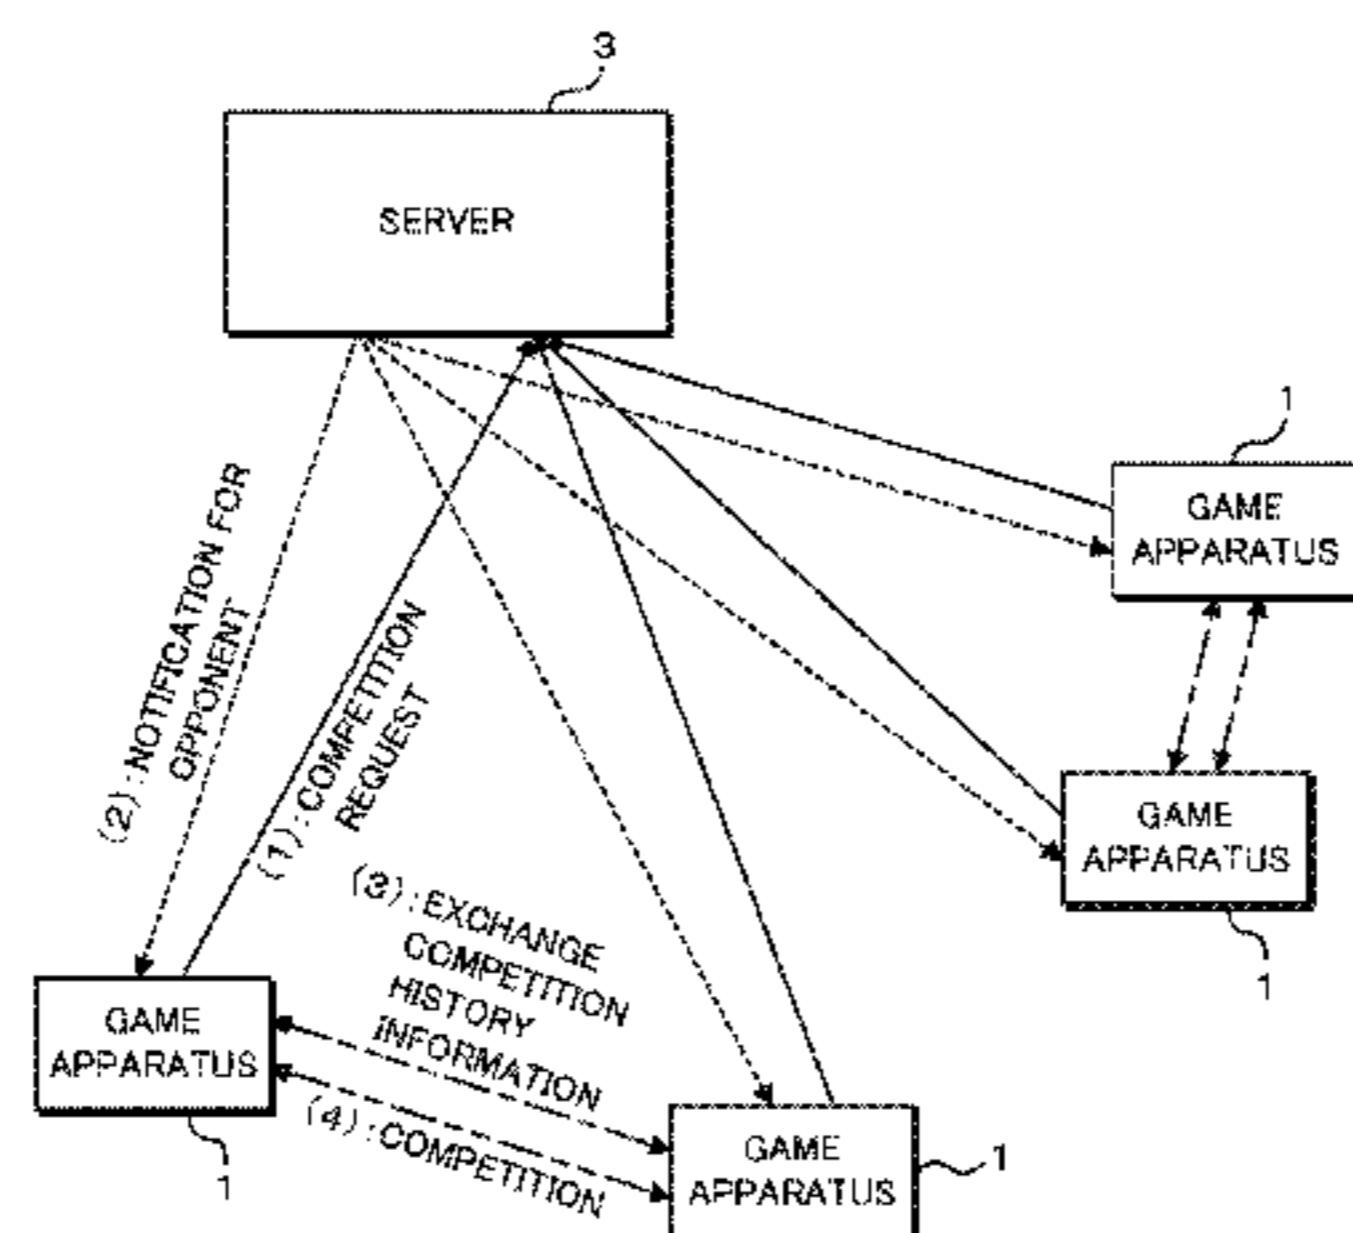 3
SERVER
1
GAME
APPARATUS
(2):NOTIFICATION FOR
OPPONENT
(1):COMPETITION
REQUEST
GAME
APPARATUS
1
(3):EXCHANGE
COMPETITION
HISTORY
INFORMATION
GAME
APPARATUS
1
(4):COMPETITION
GAME
APPARATUS
1